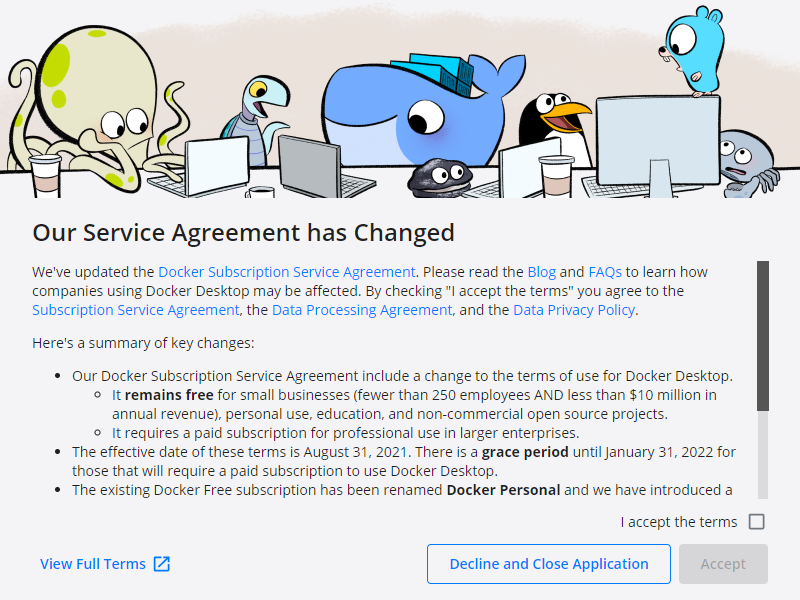 Our Service Agreement has Changed
We've updated the Docker Subscription Service Agreement. Please read the Blog and FAQs to learn how
companies using Docker Desktop may be affected. By checking "I accept the terms" you agree to the
Subscription Service Agreement, the Data Processing Agreement, and the Data Privacy Policy.
Here's a summary of key changes:
Our Docker Subscription Service Agreement include a change to the terms of use for Docker Desktop.
It remains free for small businesses (fewer than 250 employees AND less than $10 million in
annual revenue), personal use, education, and non-commercial open source projects.
It requires a paid subscription for professional use in larger enterprises.
The effective date of these terms is August 31, 2021. There is a grace period until January 31, 2022 for
those that will require a paid subscription to use Docker Desktop.
The existing Docker Free subscription has been renamed Docker Personal and we have introduced a
I accept the terms
View Full Terms
Decline and Close Application
Accept